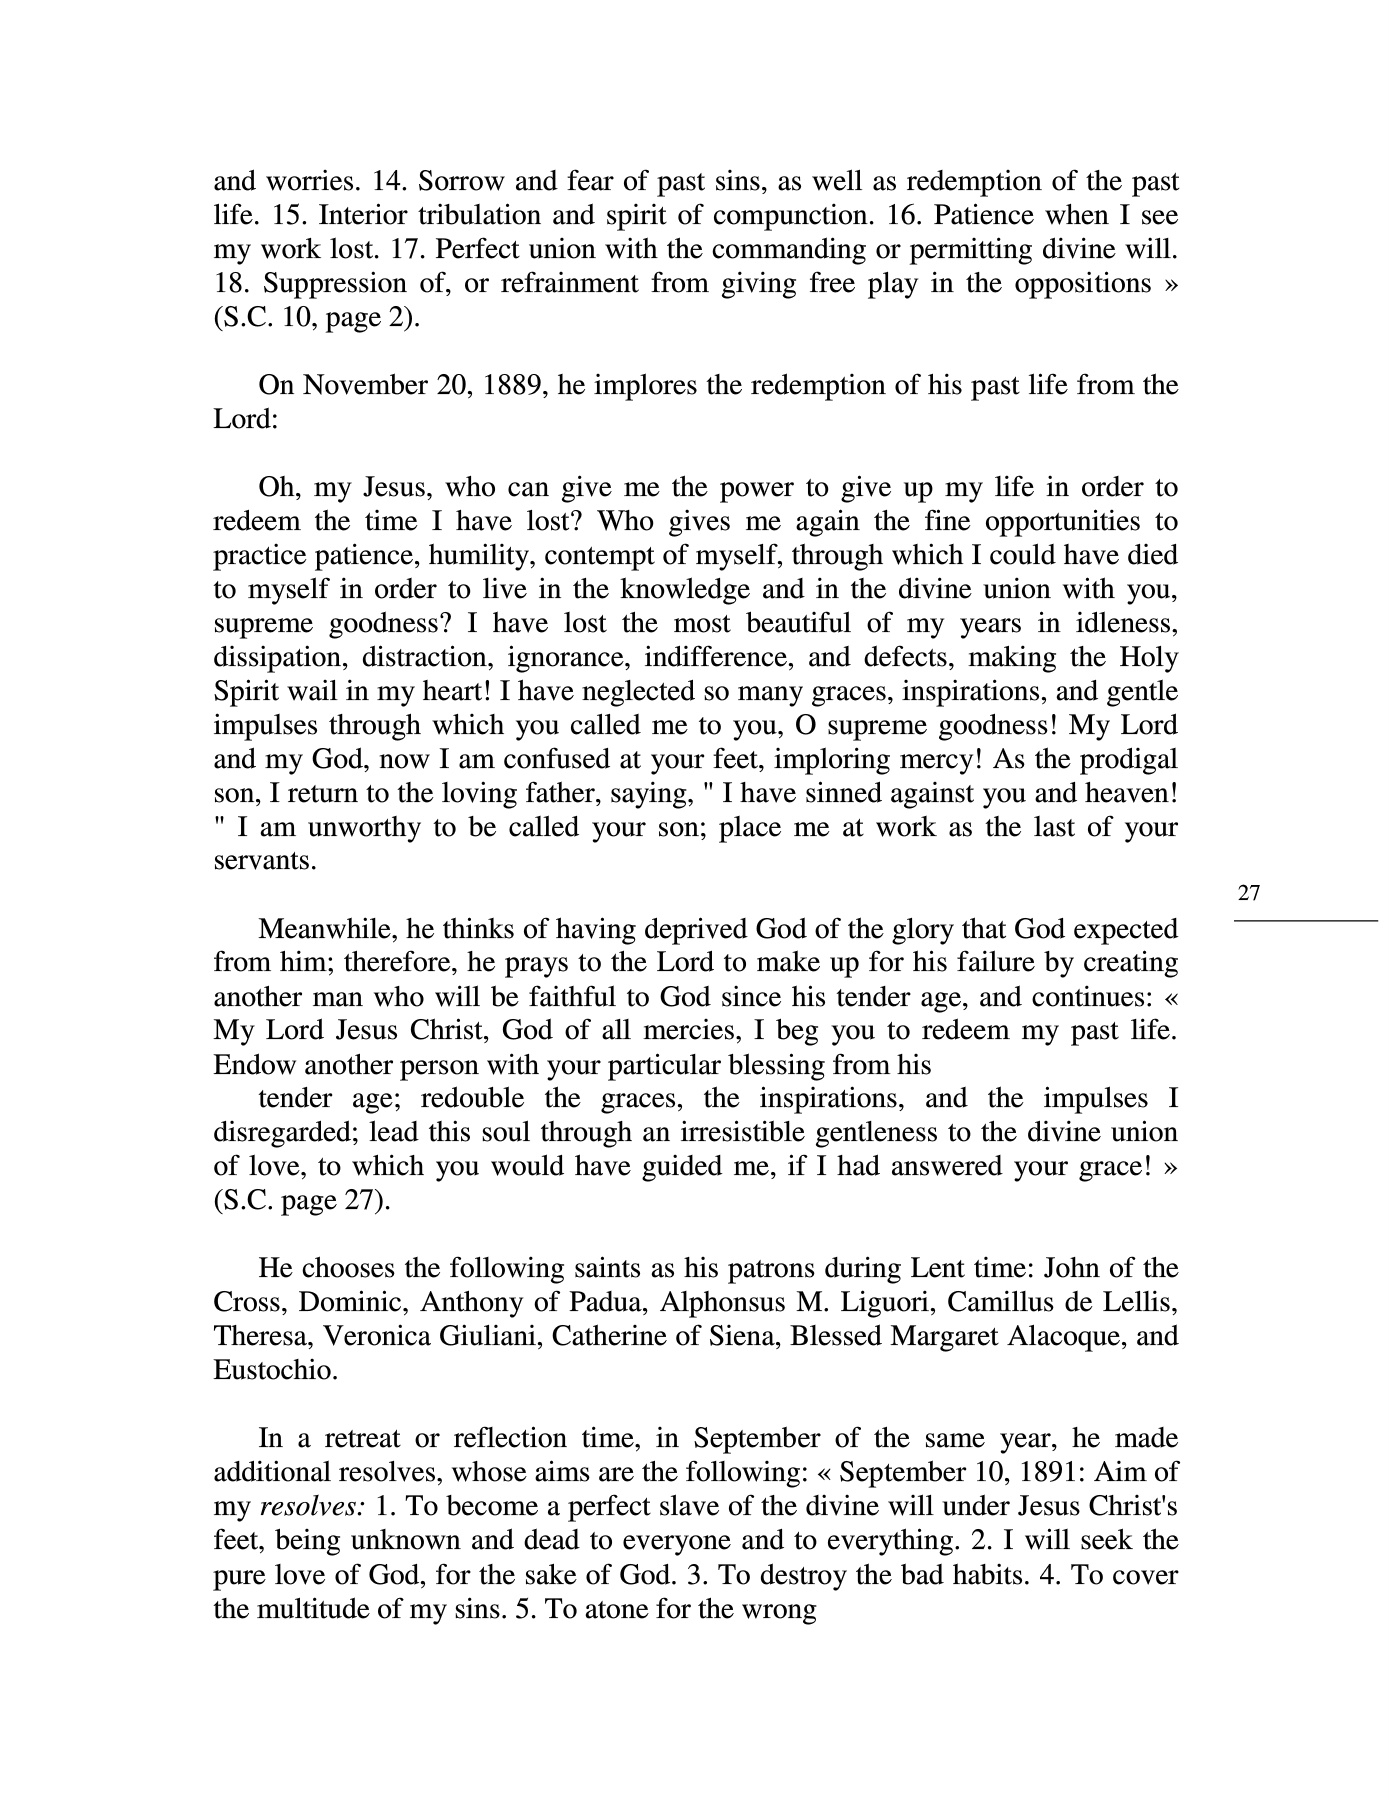 and worries. 14. Sorrow and fear of past sins, as well as redemption of the past
life. 15. Interior tribulation and spirit of compunction. 16. Patience when I see
my work lost. 17. Perfect union with the commanding or permitting divine will.
18. Suppression of, or refrainment from giving free play in the oppositions »
(S.C. 10, page 2).
On November 20, 1889, he implores the redemption of his past life from the
Lord:
Oh, my Jesus, who can give me the power to give up my life in order to
redeem the time I have lost? Who gives me again the fine opportunities to
practice patience, humility, contempt of myself, through which I could have died
to myself in order to live in the knowledge and in the divine union with you,
supreme goodness? I have lost the most beautiful of my years in idleness,
dissipation, distraction, ignorance, indifference, and defects, making the Holy
Spirit wail in my heart! I have neglected so many graces, inspirations, and gentle
impulses through which you called me to you, O supreme goodness! My Lord
and my God, now I am confused at your feet, imploring mercy! As the prodigal
son, I return to the loving father, saying, " I have sinned against you and heaven!
" I am unworthy to be called your son; place me at work as the last of your
servants.
27
Meanwhile, he thinks of having deprived God of the glory that God expected
from him; therefore, he prays to the Lord to make up for his failure by creating
another man who will be faithful to God since his tender age, and continues: «
My Lord Jesus Christ, God of all mercies, I beg you to redeem my past life.
Endow another person with your particular blessing from his
tender age; redouble the graces, the inspirations, and the impulses I
disregarded; lead this soul through an irresistible gentleness to the divine union
of love, to which you would have guided me, if I had answered your grace! »
(S.C. page 27).
He chooses the following saints as his patrons during Lent time: John of the
Cross, Dominic, Anthony of Padua, Alphonsus M. Liguori, Camillus de Lellis,
Theresa, Veronica Giuliani, Catherine of Siena, Blessed Margaret Alacoque, and
Eustochio.
In a retreat or reflection time, in September of the same year, he made
additional resolves, whose aims are the following: « September 10, 1891: Aim of
my resolves: 1. To become a perfect slave of the divine will under Jesus Christ's
feet, being unknown and dead to everyone and to everything. 2. I will seek the
pure love of God, for the sake of God. 3. To destroy the bad habits. 4. To cover
the multitude of my sins. 5. To atone for the wrong